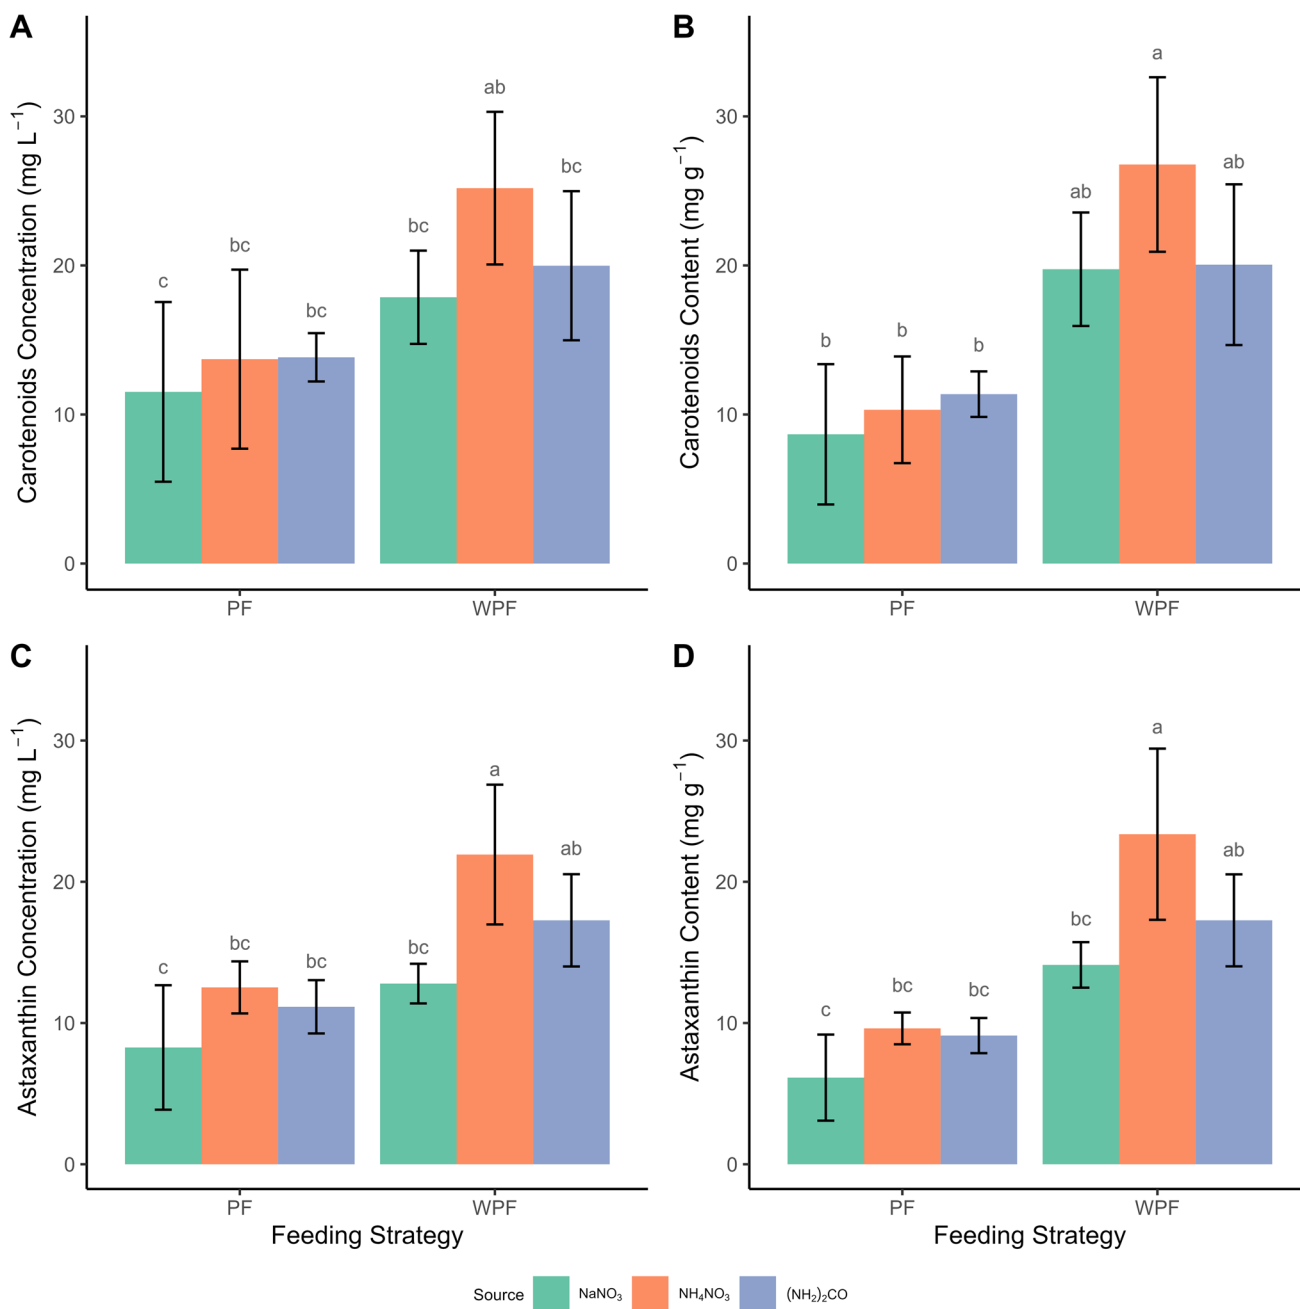 A
Carotenoids Concentration (mg L⁻¹)
30
20
10
0
c
bc
bc
bc
ab
bc
PF
WPF
B
Carotenoids Content (mg g⁻¹)
30
20
10
0
b
b
b
ab
a
ab
PF
WPF
C
Astaxanthin Concentration (mg L⁻¹)
30
20
10
0
c
bc
bc
bc
a
ab
PF
WPF
Feeding Strategy
D
Astaxanthin Content (mg g⁻¹)
30
20
10
0
c
bc
bc
bc
a
ab
PF
WPF
Feeding Strategy
Source NaNO₃ NH₄NO₃ (NH₂)₂CO